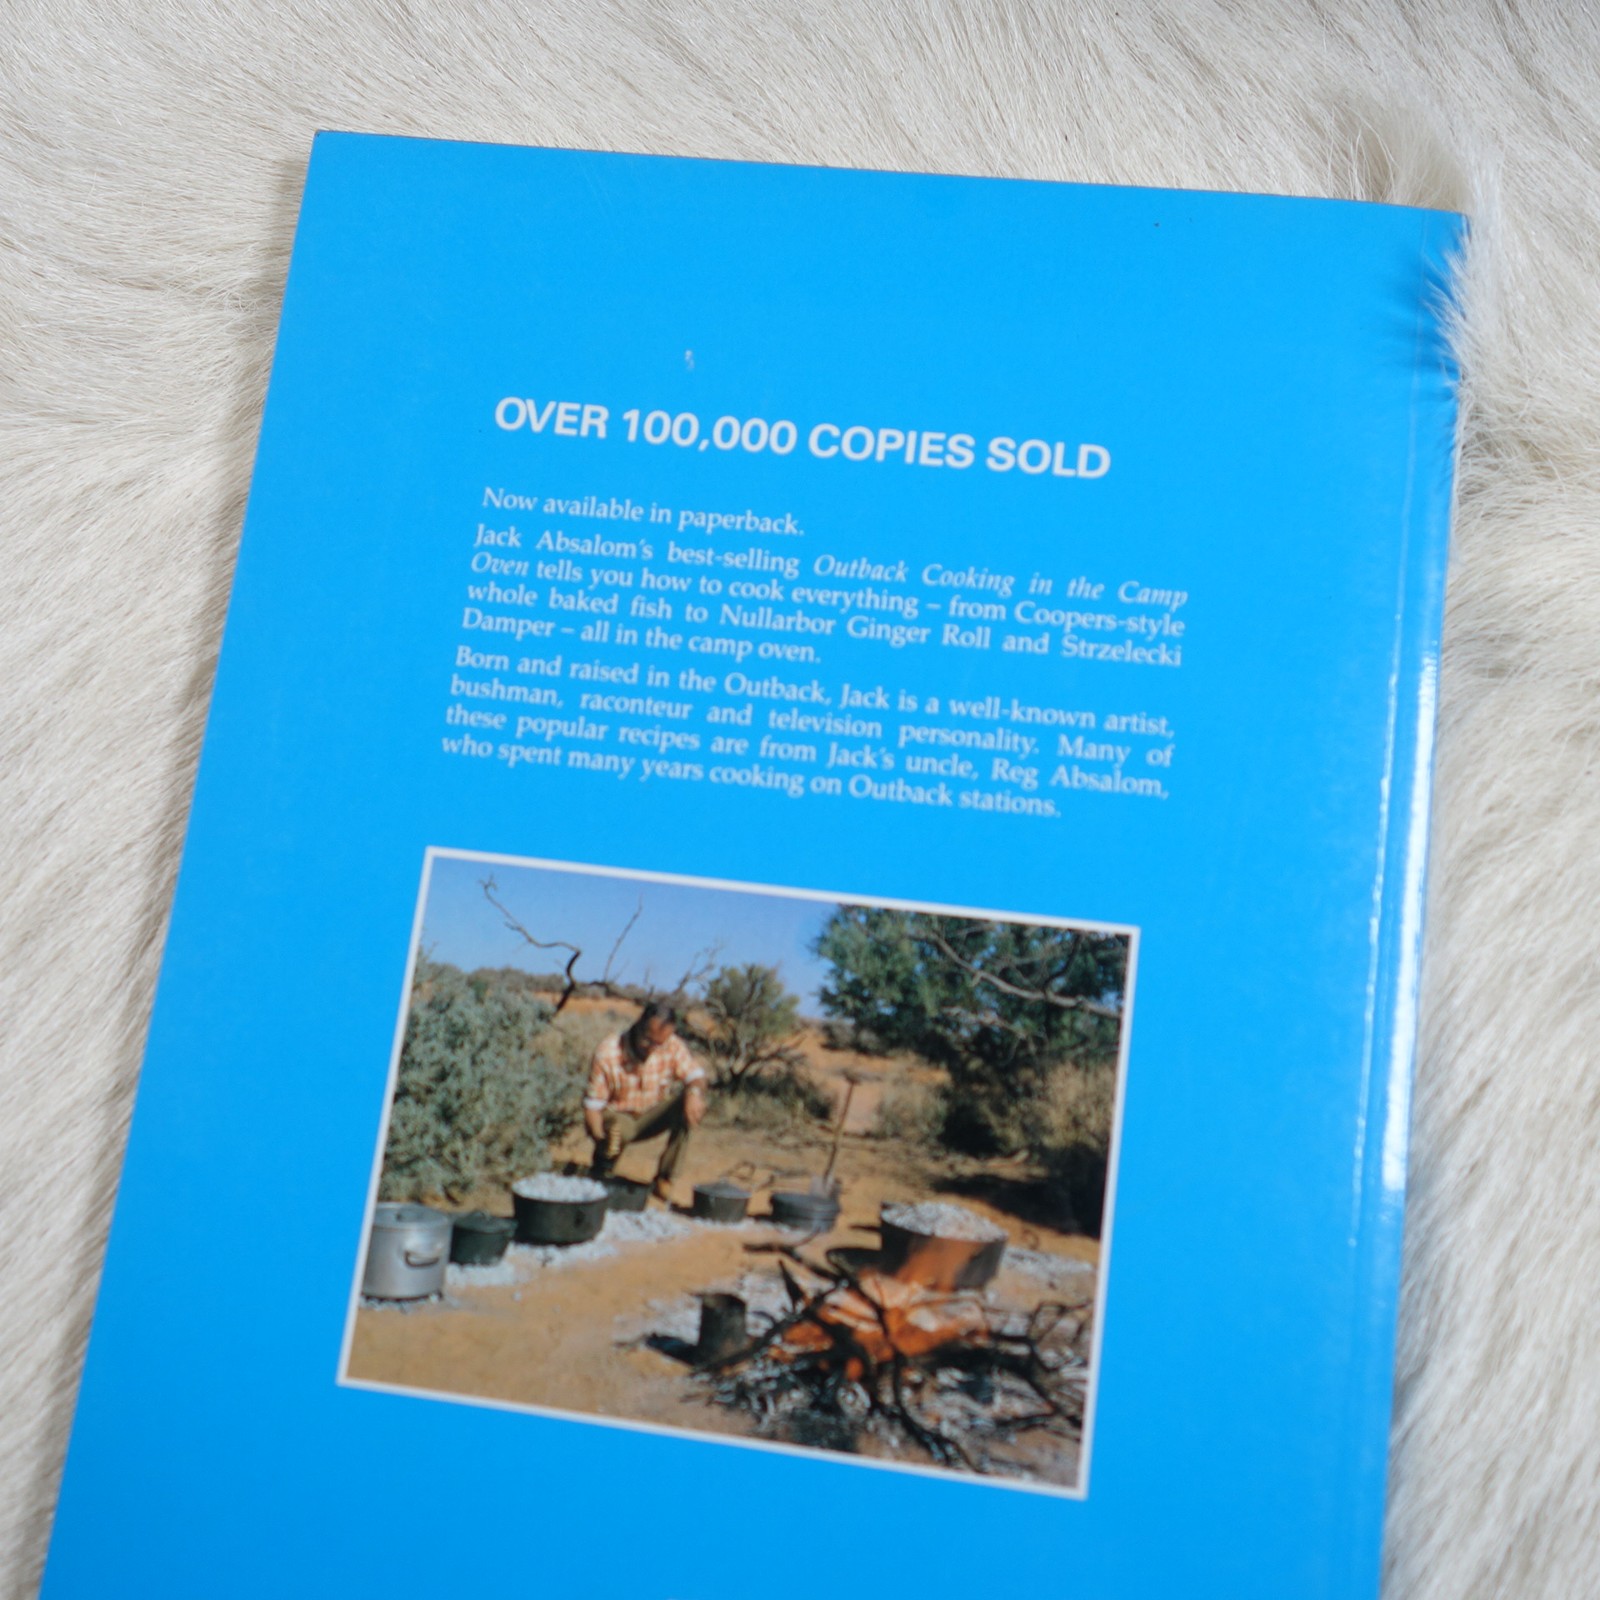 OVER 100,000 COPIES SOLD
Now available in paperback.
Jack Absalom's best-selling Outback Cooking in the Camp
Oven tells you how to cook everything – from Coopers-style
whole baked fish to Nullarbor Ginger Roll and Strzelecki
Damper – all in the camp oven.
Born and raised in the Outback, Jack is a well-known artist,
bushman, raconteur and television personality. Many of
these popular recipes are from Jack's uncle, Reg Absalom,
who spent many years cooking on Outback stations.